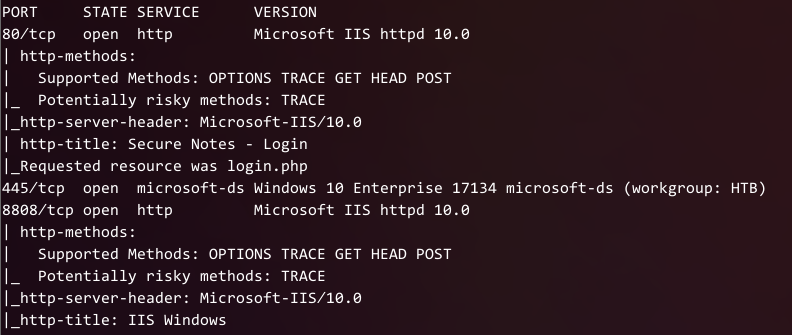 PORT     STATE SERVICE      VERSION
80/tcp   open  http         Microsoft IIS httpd 10.0
| http-methods:
|   Supported Methods: OPTIONS TRACE GET HEAD POST
|_  Potentially risky methods: TRACE
|_http-server-header: Microsoft-IIS/10.0
| http-title: Secure Notes - Login
|_Requested resource was login.php
445/tcp  open  microsoft-ds Windows 10 Enterprise 17134 microsoft-ds (workgroup: HTB)
8808/tcp open  http         Microsoft IIS httpd 10.0
| http-methods:
|   Supported Methods: OPTIONS TRACE GET HEAD POST
|_  Potentially risky methods: TRACE
|_http-server-header: Microsoft-IIS/10.0
|_http-title: IIS Windows